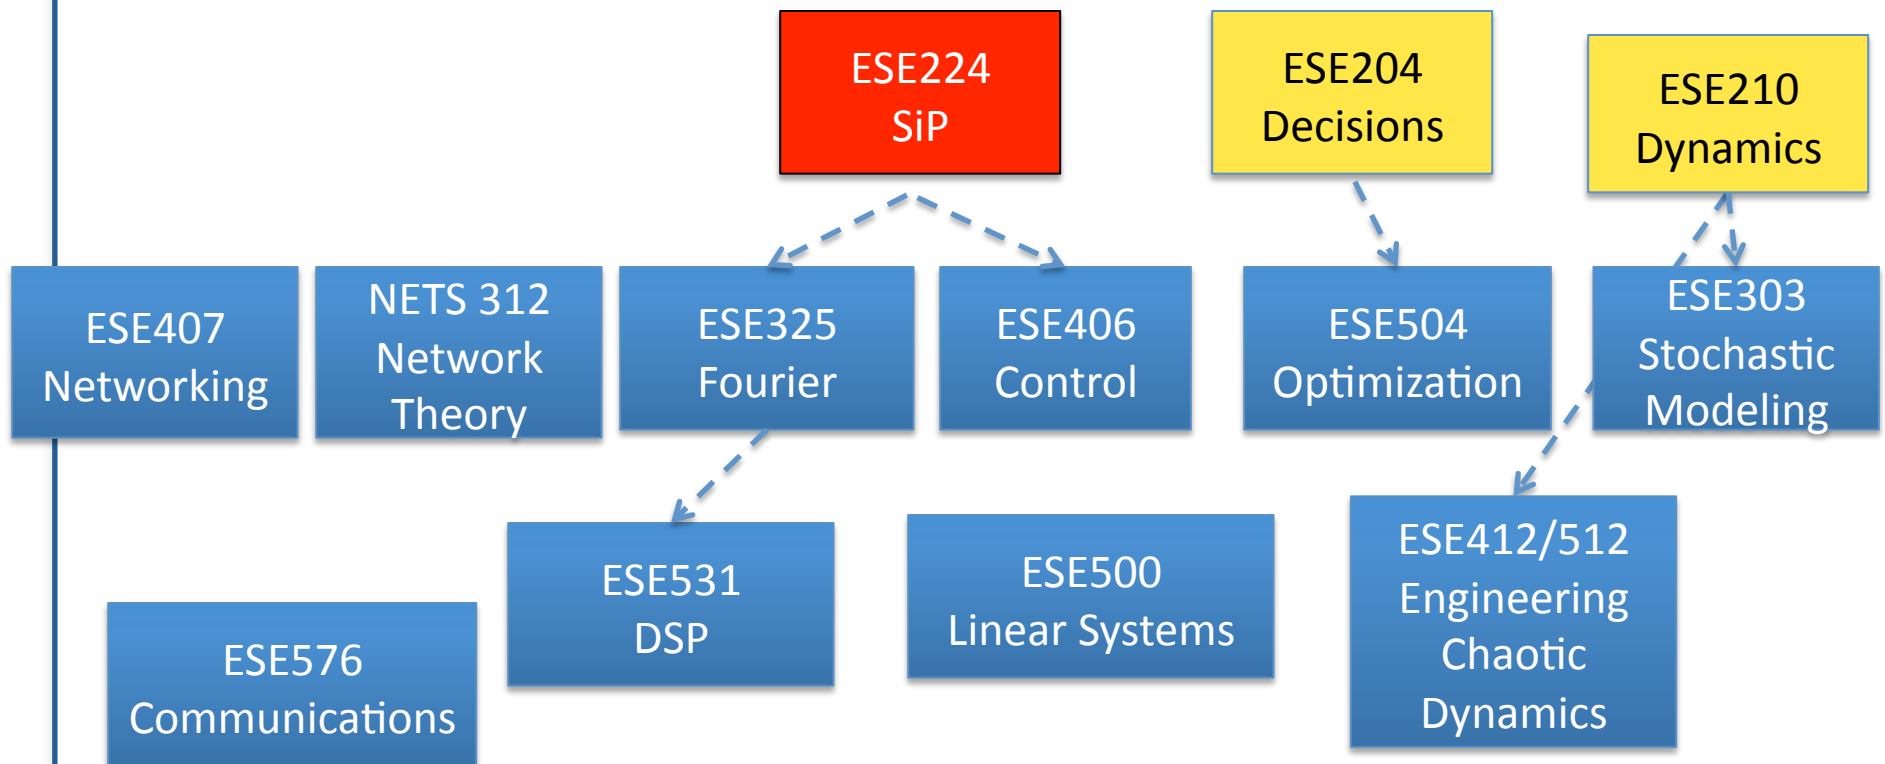 ESE224
SiP
ESE204
Decisions
ESE210
Dynamics
ESE407
Networking
NETS 312
Network
Theory
ESE325
Fourier
ESE406
Control
ESE504
Optimization
ESE303
Stochastic
Modeling
ESE576
Communications
ESE531
DSP
ESE500
Linear Systems
ESE412/512
Engineering
Chaotic
Dynamics